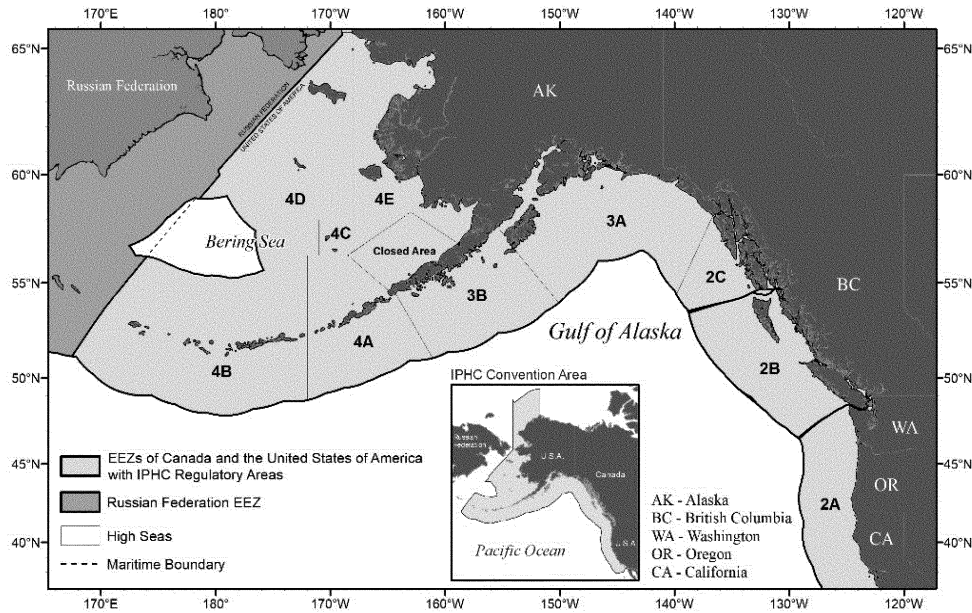 170°E 180° 170°W 160°W 150°W 140°W 130°W 120°W
65°N 65°N
Russian Federation
RUSSIAN FEDERATION
UNITED STATES OF AMERICA
AK
60°N 60°N
4D 4E
3A
4C
Bering Sea
Closed Area
55°N 55°N
2C
BC
3B
Gulf of Alaska
4A
4B
2B
50°N 50°N
IPHC Convention Area
WA
Russian
Federation
U.S.A.
Canada
U.S.A
Pacific Ocean
45°N 45°N
OR
2A
CA
40°N 40°N
EEZs of Canada and the United States of America
with IPHC Regulatory Areas
Russian Federation EEZ
High Seas
Maritime Boundary
AK - Alaska
BC - British Columbia
WA - Washington
OR - Oregon
CA - California
170°E 180° 170°W 160°W 150°W 140°W 130°W 120°W